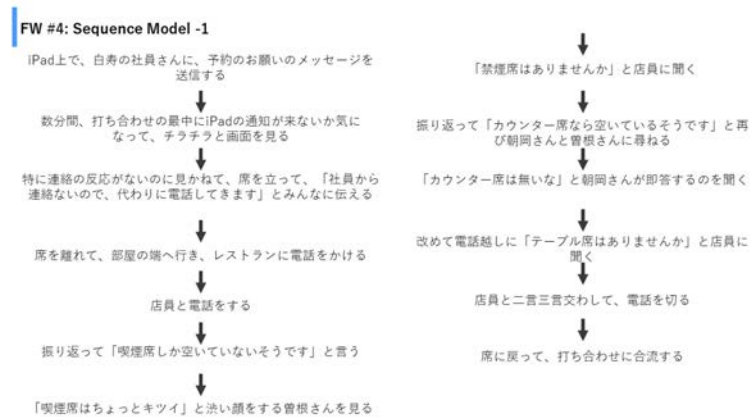 FW #4: Sequence Model -1
iPad上で、白寿の社員さんに、予約のお願いのメッセージを
送信する
数分間、打ち合わせの最中にiPadの通知が来ないか気に
なって、チラチラと画面を見る
特に連絡の反応がないのに見かねて、席を立って、「社員から
連絡ないので、代わりに電話してきます」とみんなに伝える
席を離れて、部屋の端へ行き、レストランに電話をかける
店員と電話をする
振り返って「喫煙席しか空いていないそうです」と言う
「喫煙席はちょっとキツイ」と渋い顔をする曽根さんを見る
「禁煙席はありませんか」と店員に聞く
振り返って「カウンター席なら空いているそうです」と再
び朝岡さんと曽根さんに尋ねる
「カウンター席は無いな」と朝岡さんが即答するのを聞く
改めて電話越しに「テーブル席はありませんか」と店員に
聞く
店員と二言三言交わして、電話を切る
席に戻って、打ち合わせに合流する